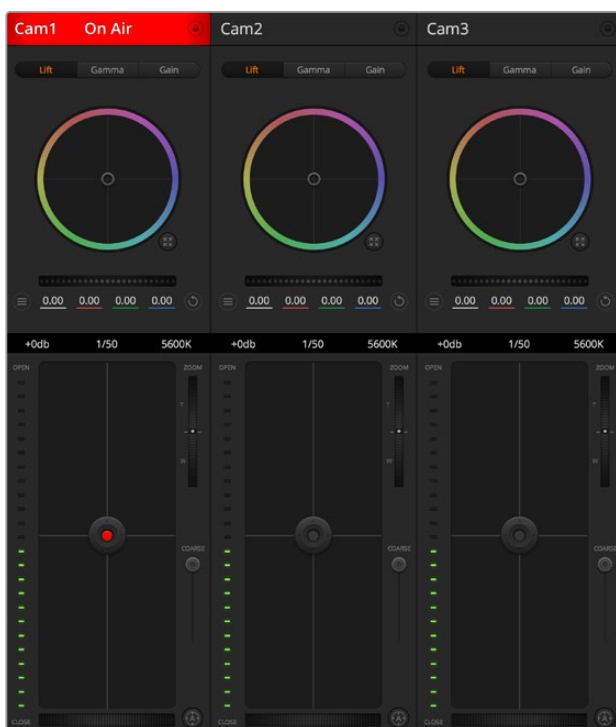 Cam1 On Air Cam2 Cam3
Lift Gamma Gain Lift Gamma Gain Lift Gamma Gain
0.00 0.00 0.00 0.00 0.00 0.00 0.00 0.00 0.00 0.00 0.00 0.00
+0db 1/50 5600K +0db 1/50 5600K +0db 1/50 5600K
OPEN ZOOM OPEN ZOOM OPEN ZOOM
T T T
W W W
COARSE COARSE COARSE
CLOSE A CLOSE A CLOSE A